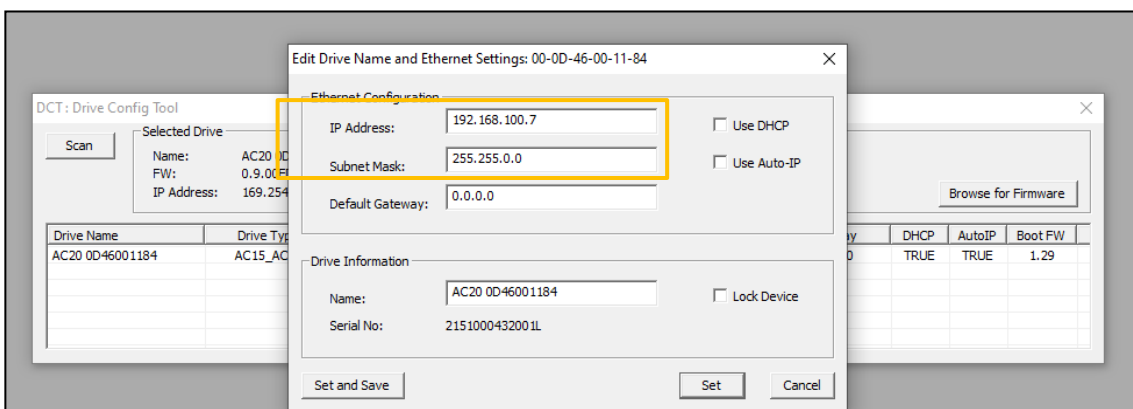 Edit Drive Name and Ethernet Settings: 00-0D-46-00-11-84
Ethernet Configuration
IP Address: 192.168.100.7
Use DHCP
Subnet Mask: 255.255.0.0
Use Auto-IP
Default Gateway: 0.0.0.0
Drive Information
Name: AC20 0D46001184
Lock Device
Serial No: 2151000432001L
Set and Save
Set
Cancel
DCT : Drive Config Tool
Scan
Selected Drive
Name: AC20 0D
FW: 0.9.00
IP Address: 169.254
Browse for Firmware
Drive Name Drive Typ DHCP AutoIP Boot FW
AC20 0D46001184 AC15_AC TRUE TRUE 1.29